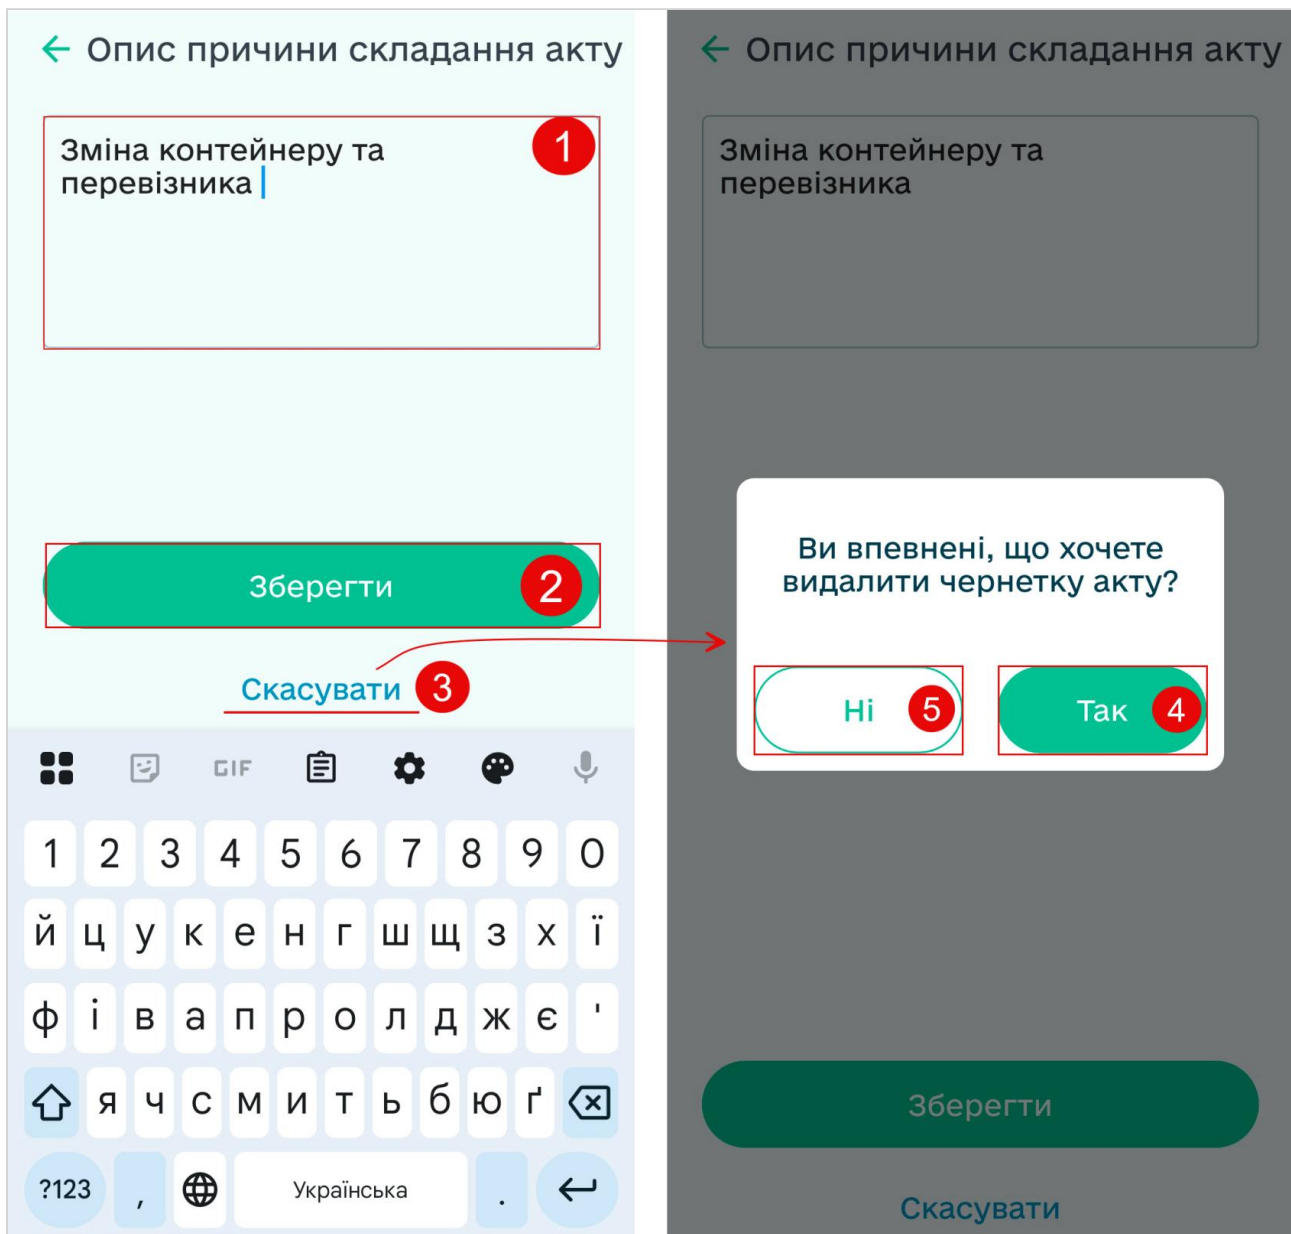 Опис причини складання акту
Зміна контейнеру та
перевізника
1
Зберегти
2
Скасувати
3
GIF
1 2 3 4 5 6 7 8 9 0
й ц у к е н г ш щ з х ї
ф і в а п р о л д ж є '
я ч с м и т ь б ю ґ
?123 , Українська .
Опис причини складання акту
Зміна контейнеру та
перевізника
Ви впевнені, що хочете
видалити чернетку акту?
Ні 5 Так 4
Зберегти
Скасувати